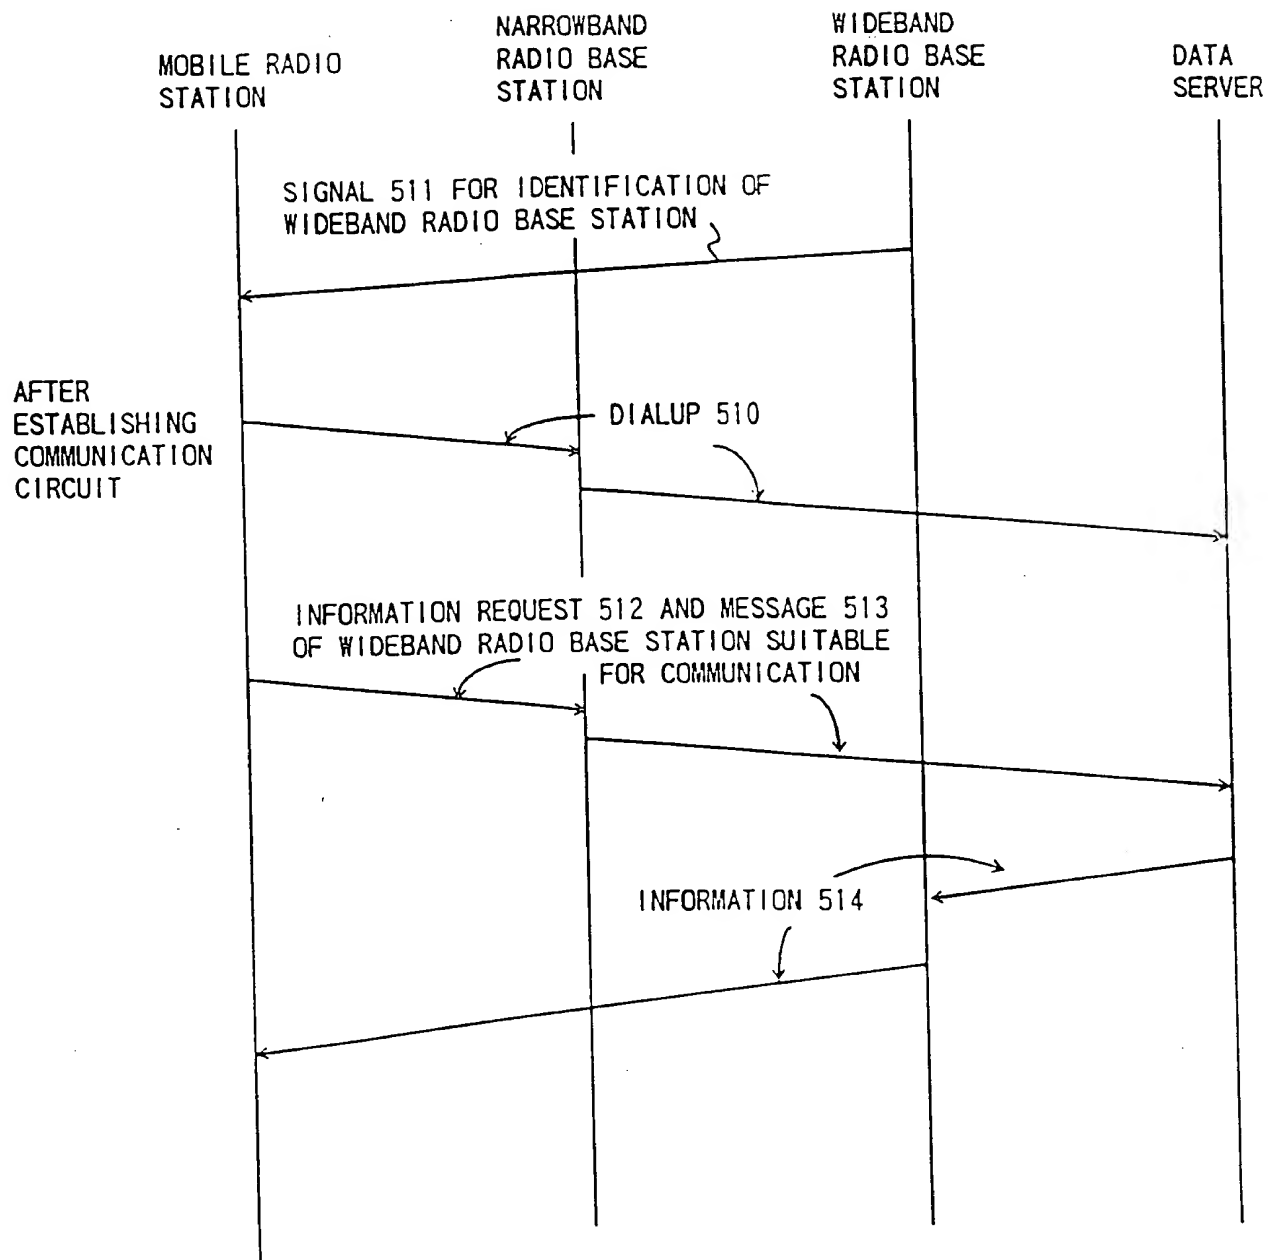 MOBILE RADIO
STATION
NARROWBAND
RADIO BASE
STATION
WIDEBAND
RADIO BASE
STATION
DATA
SERVER
SIGNAL 511 FOR IDENTIFICATION OF
WIDEBAND RADIO BASE STATION
AFTER
ESTABLISHING
COMMUNICATION
CIRCUIT
DIALUP 510
INFORMATION REQUEST 512 AND MESSAGE 513
OF WIDEBAND RADIO BASE STATION SUITABLE
FOR COMMUNICATION
INFORMATION 514